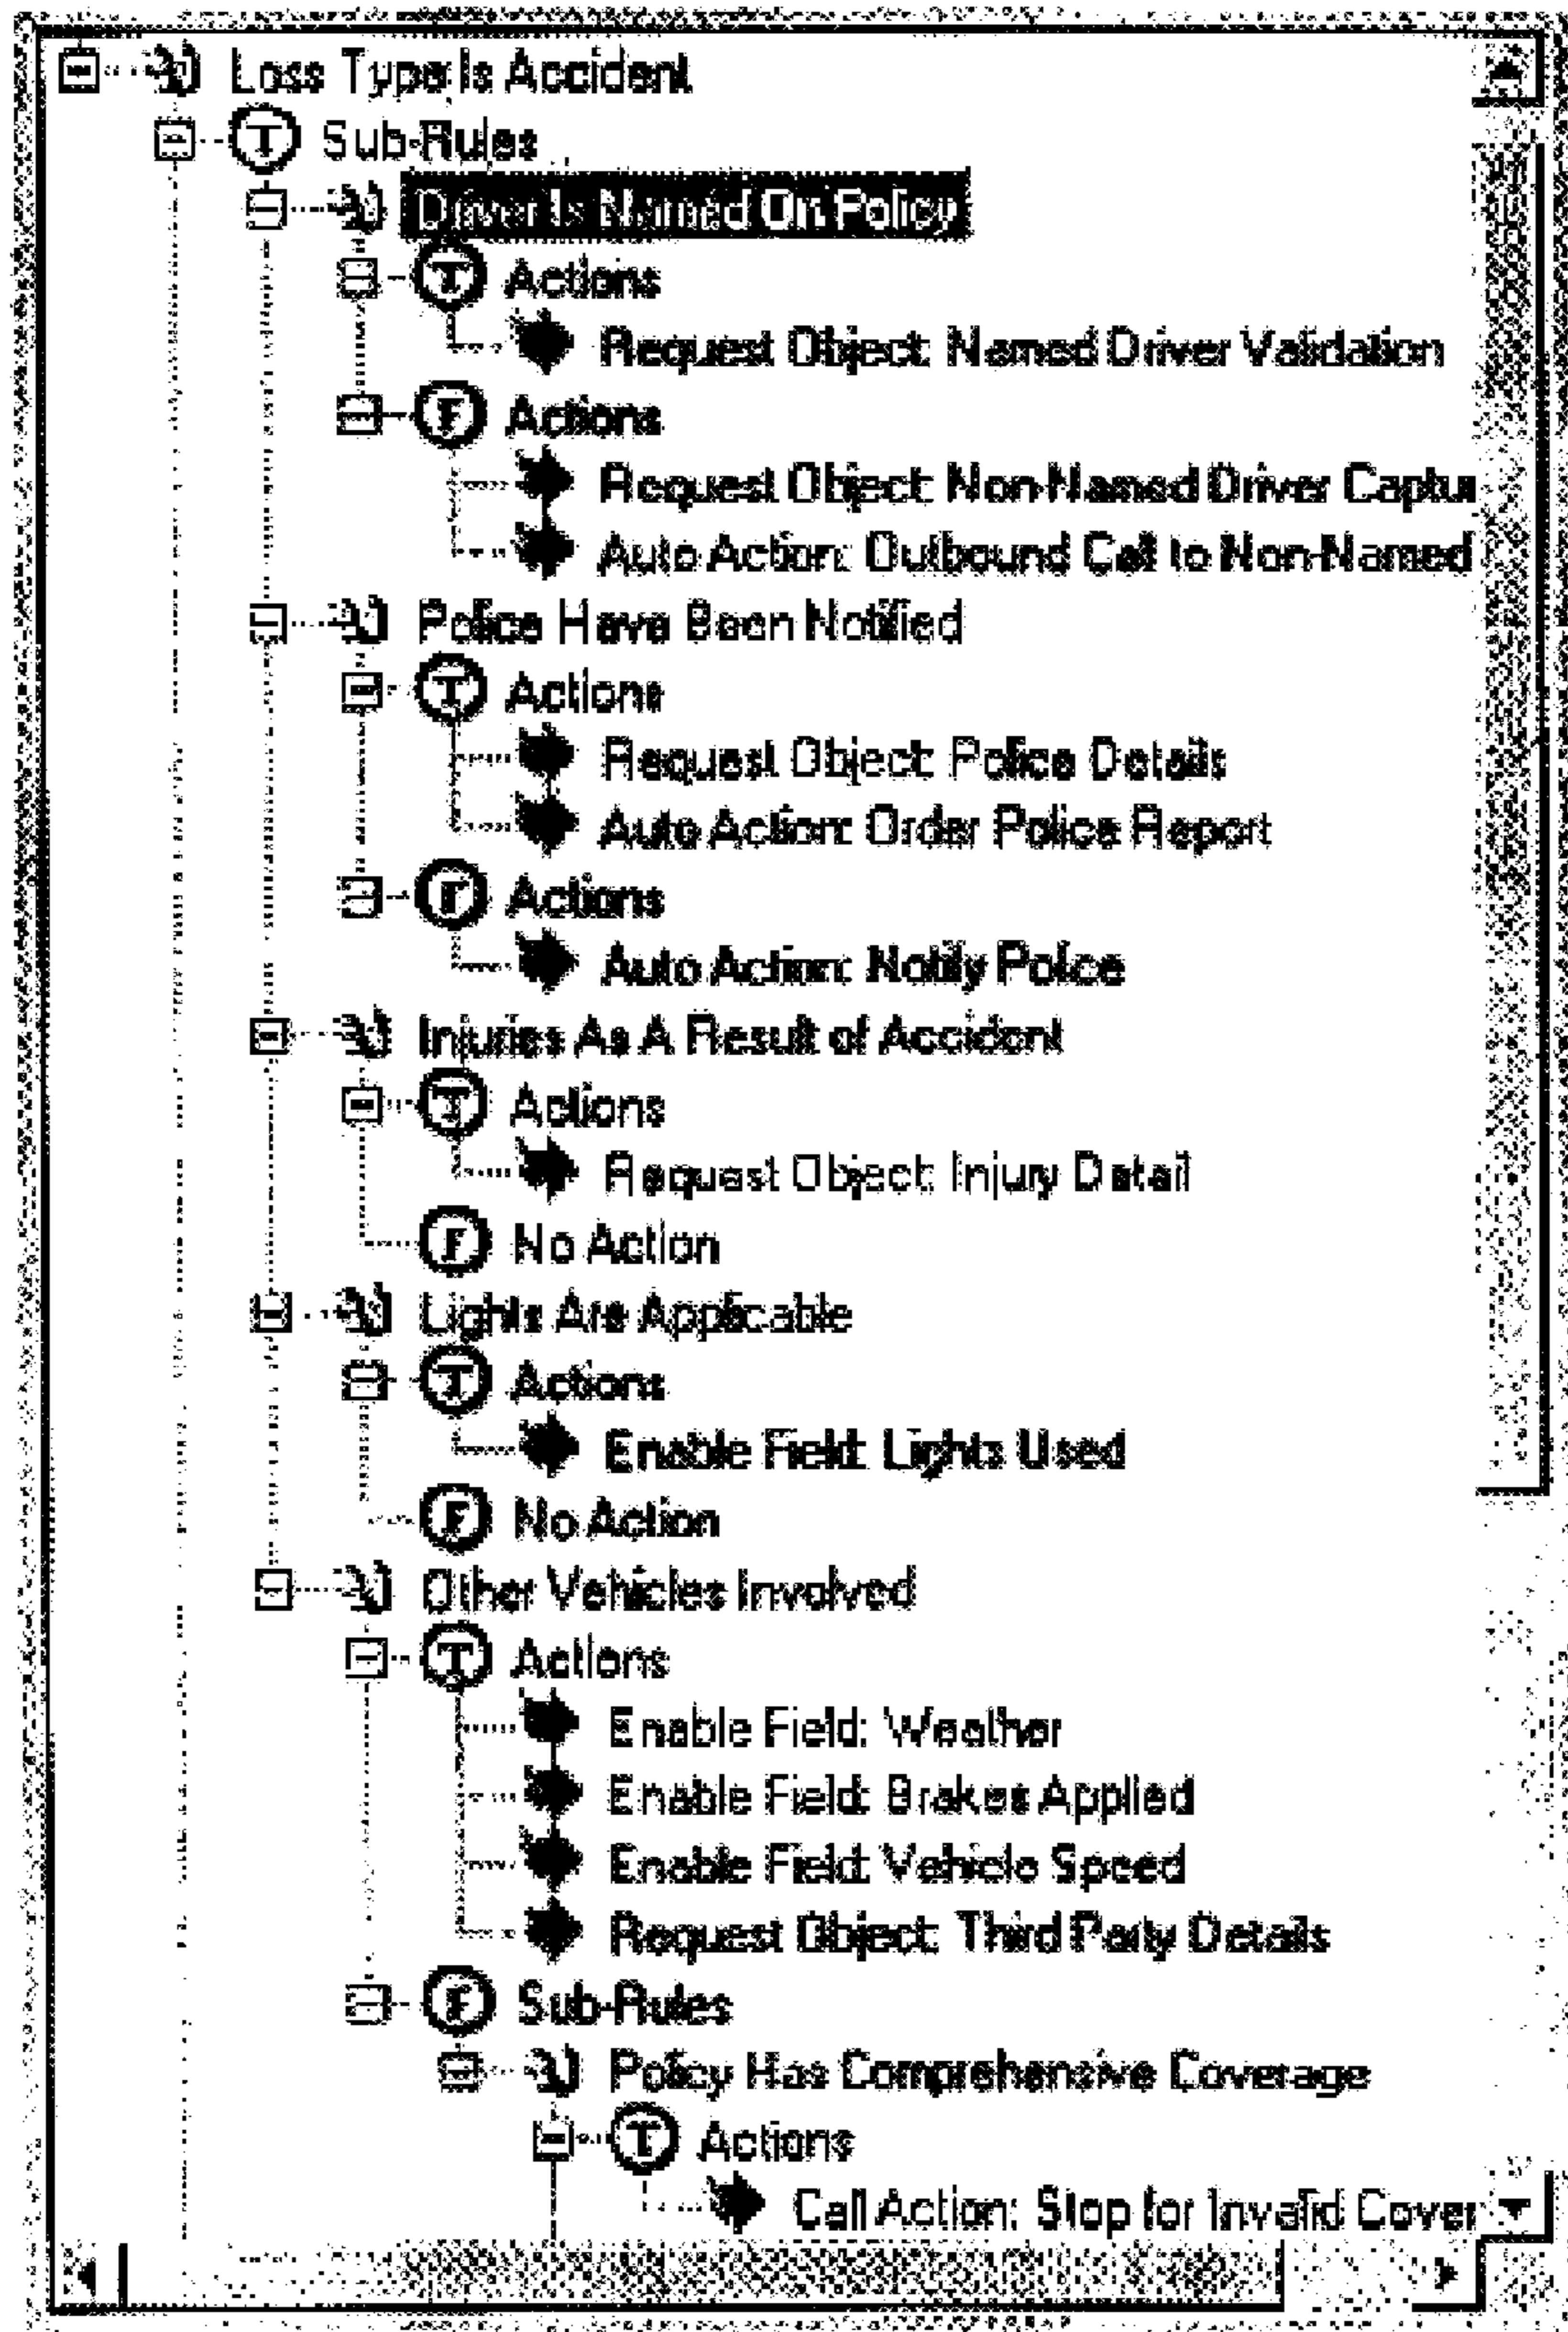 Loss Type Is Accident
T Sub-Rules
Driver Is Named On Policy
T Actions
Request Object: Named Driver Validation
F Actions
Request Object: Non-Named Driver Captur
Auto Action: Outbound Call to Non-Named
Police Have Been Notified
T Actions
Request Object: Police Details
Auto Action: Order Police Report
F Actions
Auto Action: Notify Police
Injuries As A Result of Accident
T Actions
Request Object: Injury Detail
F No Action
Lights Are Applicable
T Actions
Enable Field: Lights Used
F No Action
Other Vehicles Involved
T Actions
Enable Field: Weather
Enable Field: Brakes Applied
Enable Field: Vehicle Speed
Request Object: Third Party Details
F Sub-Rules
Policy Has Comprehensive Coverage
T Actions
Call Action: Stop for Invalid Cover